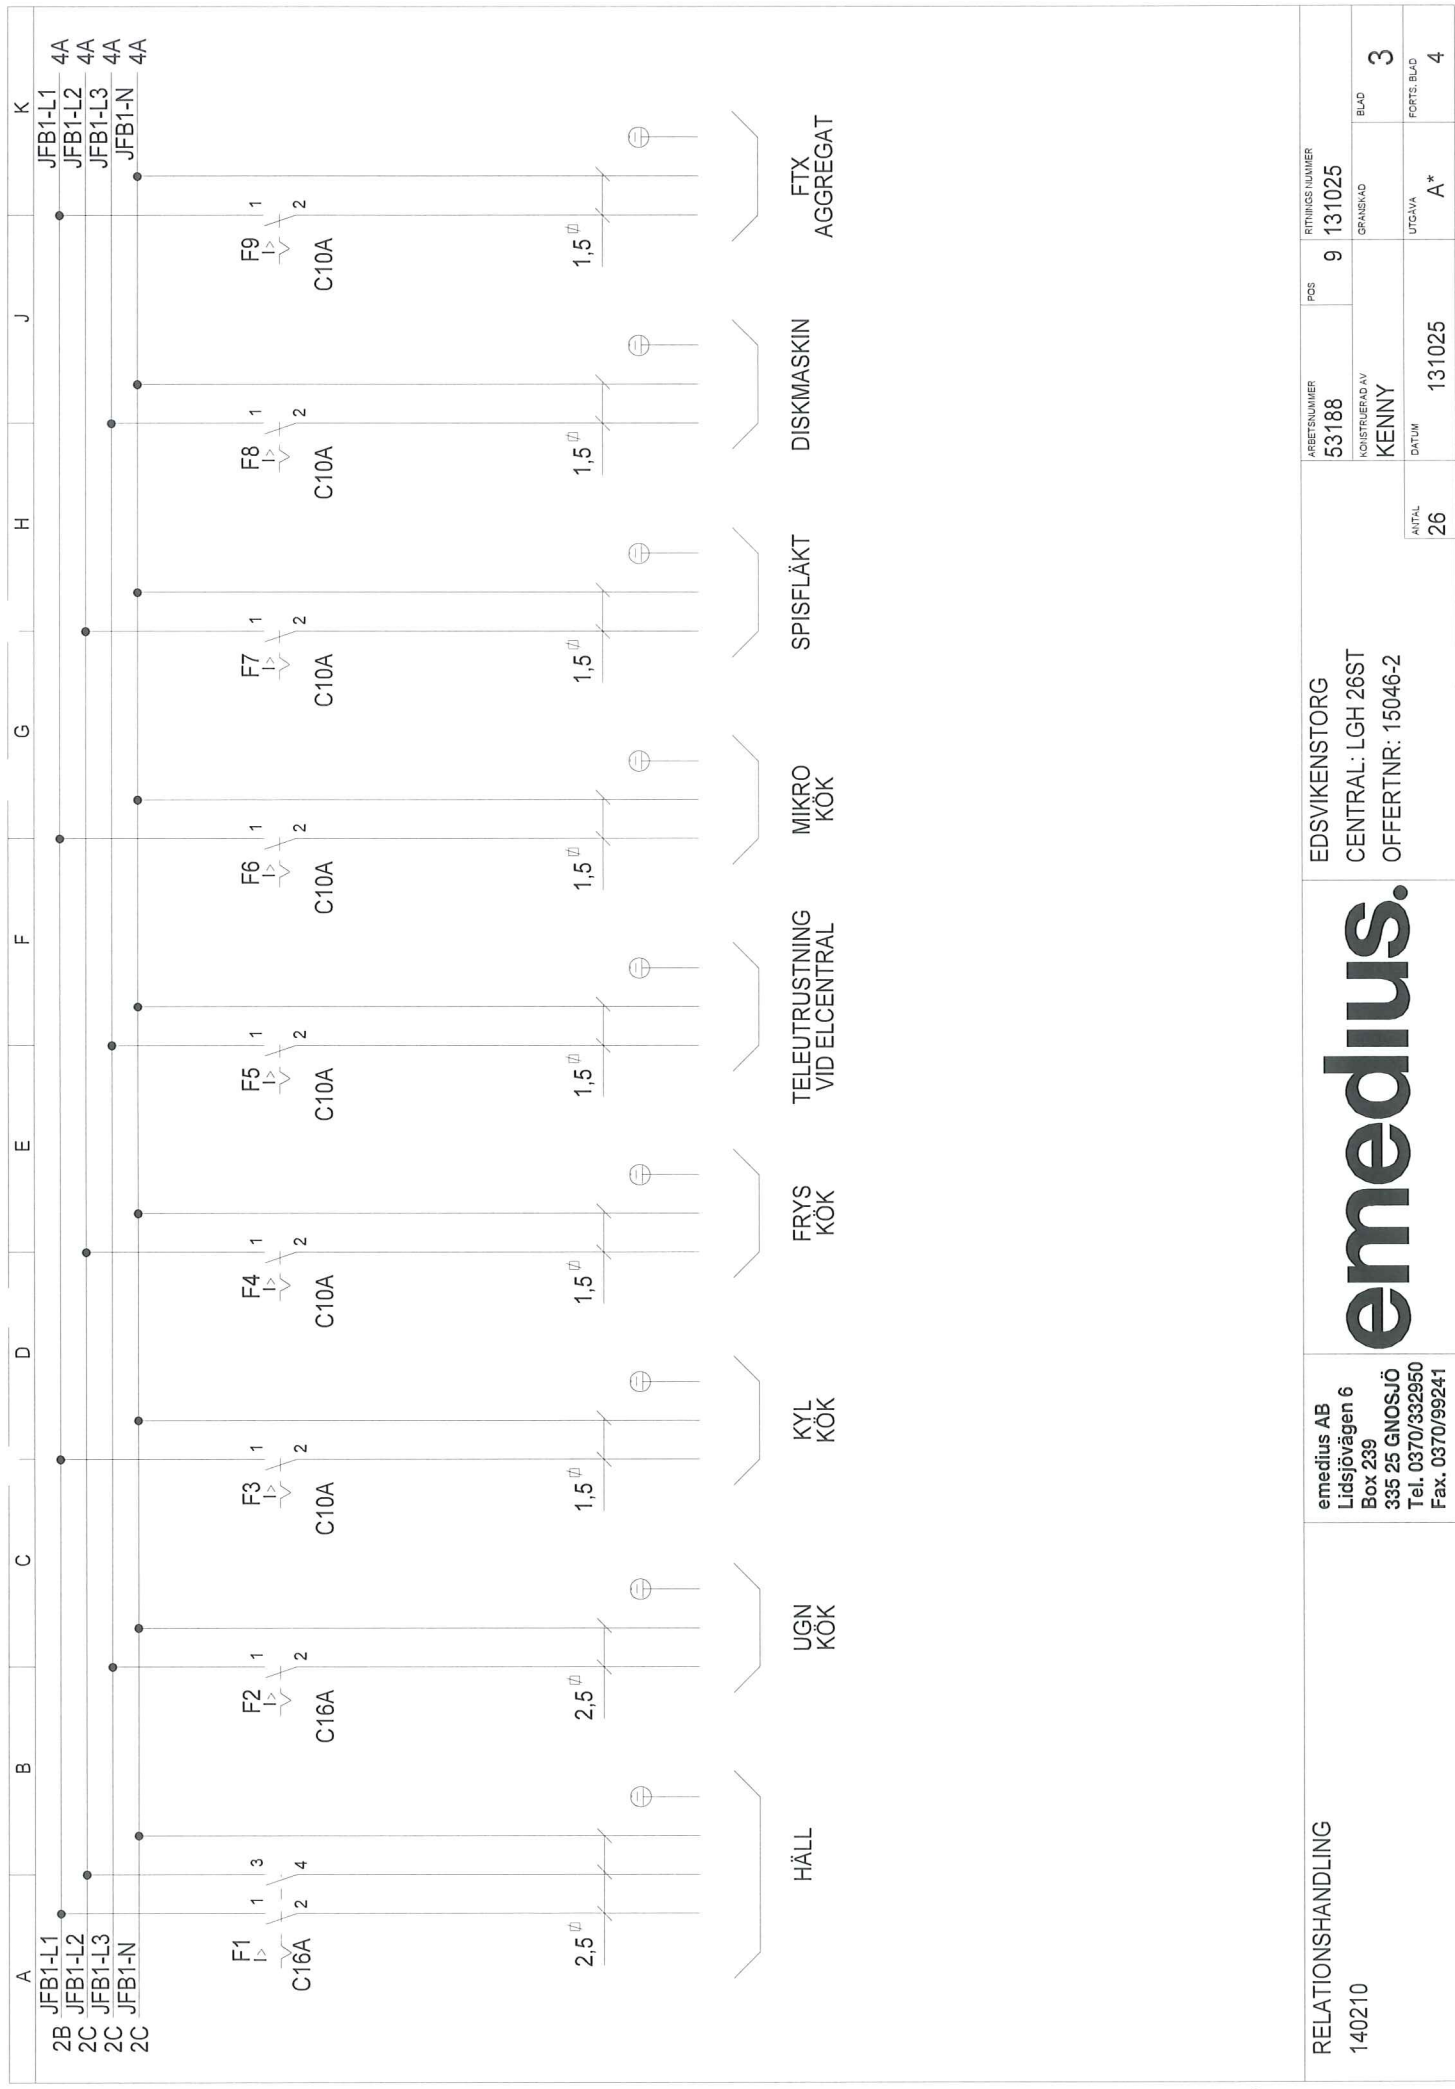 A B C D E F G H J K
2B JFB1-L1 JFB1-L1 4A
2C JFB1-L2 JFB1-L2 4A
2C JFB1-L3 JFB1-L3 4A
2C JFB1-N JFB1-N 4A
F1 I> 1 2 3 4 C16A
F2 I> 1 2 C16A
F3 I> 1 2 C10A
F4 I> 1 2 C10A
F5 I> 1 2 C10A
F6 I> 1 2 C10A
F7 I> 1 2 C10A
F8 I> 1 2 C10A
F9 I> 1 2 C10A
2,5 2,5 1,5 1,5 1,5 1,5 1,5 1,5 1,5
HÄLL
UGN
KÖK
KYL
KÖK
FRYS
KÖK
TELEUTRUSTNING
VID ELCENTRAL
MIKRO
KÖK
SPISFLÄKT
DISKMASKIN
FTX
AGGREGAT
RELATIONSHANDLING
140210
emedius AB
Lidsjövägen 6
Box 239
335 25 GNOSJÖ
Tel. 0370/332950
Fax. 0370/99241
emedius.
EDSVIKENSTORG
CENTRAL: LGH 26ST
OFFERTNR: 15046-2
ANTAL
26
ARBETSNUMMER
53188
POS
9
RITNINGS NUMMER
131025
KONSTRUERAD AV
KENNY
GRANSKAD
BLAD
3
DATUM
131025
UTGÅVA
A*
FORTS. BLAD
4